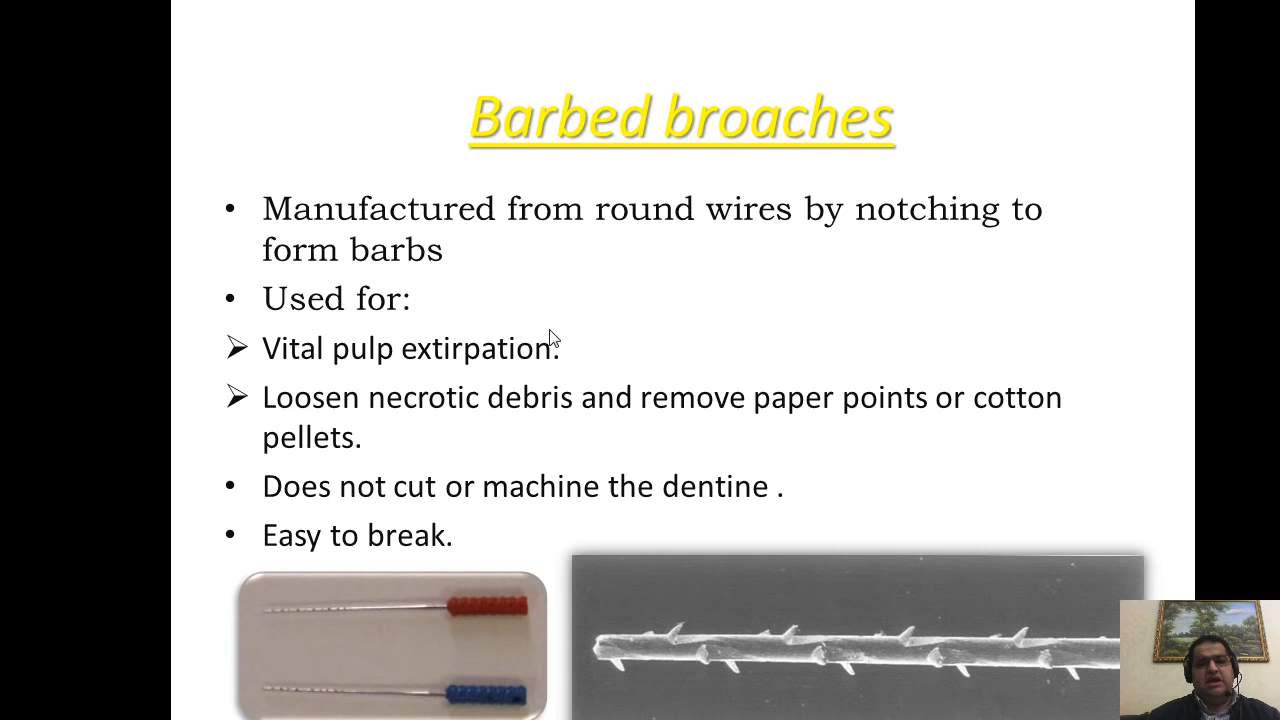 Barbed broaches
• Manufactured from round wires by notching to
form barbs
• Used for:
➢ Vital pulp extirpation.
➢ Loosen necrotic debris and remove paper points or cotton
pellets.
• Does not cut or machine the dentine .
• Easy to break.